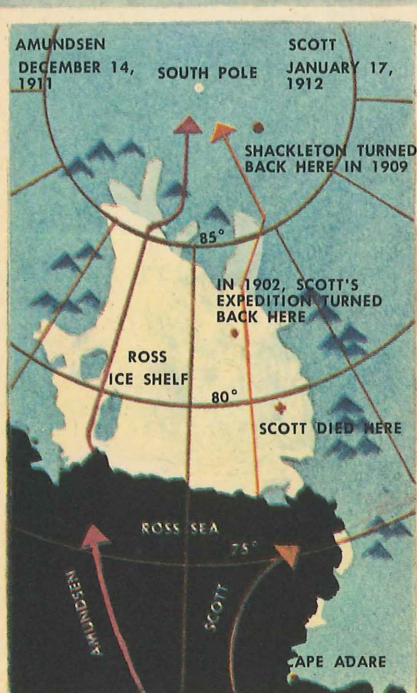 AMUNDSEN
DECEMBER 14,
1911
SOUTH POLE
SCOTT
JANUARY 17,
1912
SHACKLETON TURNED
BACK HERE IN 1909
85°
IN 1902, SCOTT'S
EXPEDITION TURNED
BACK HERE
ROSS
ICE SHELF
80°
SCOTT DIED HERE
ROSS SEA
75°
AMUNDSEN
SCOTT
CAPE ADARE